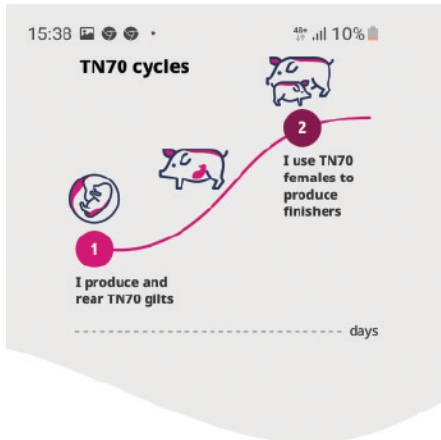 15:38
10%
TN70 cycles
2
I use TN70
females to
produce
finishers
1
I produce and
rear TN70 gilts
days